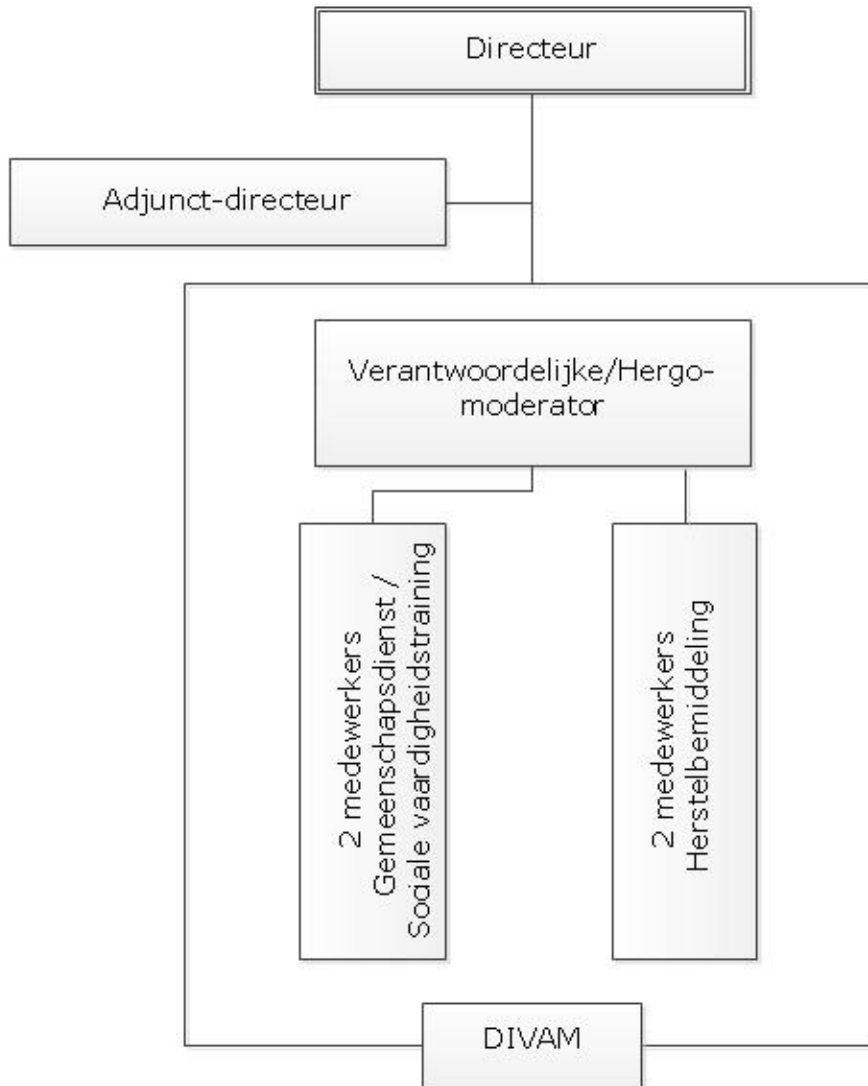 Directeur
Adjunct-directeur
Verantwoordelijke/Hergo-
moderator
2 medewerkers
Gemeenschapsdienst /
Sociale vaardigheidstraining
2 medewerkers
Herstelbemiddeling
DIVAM